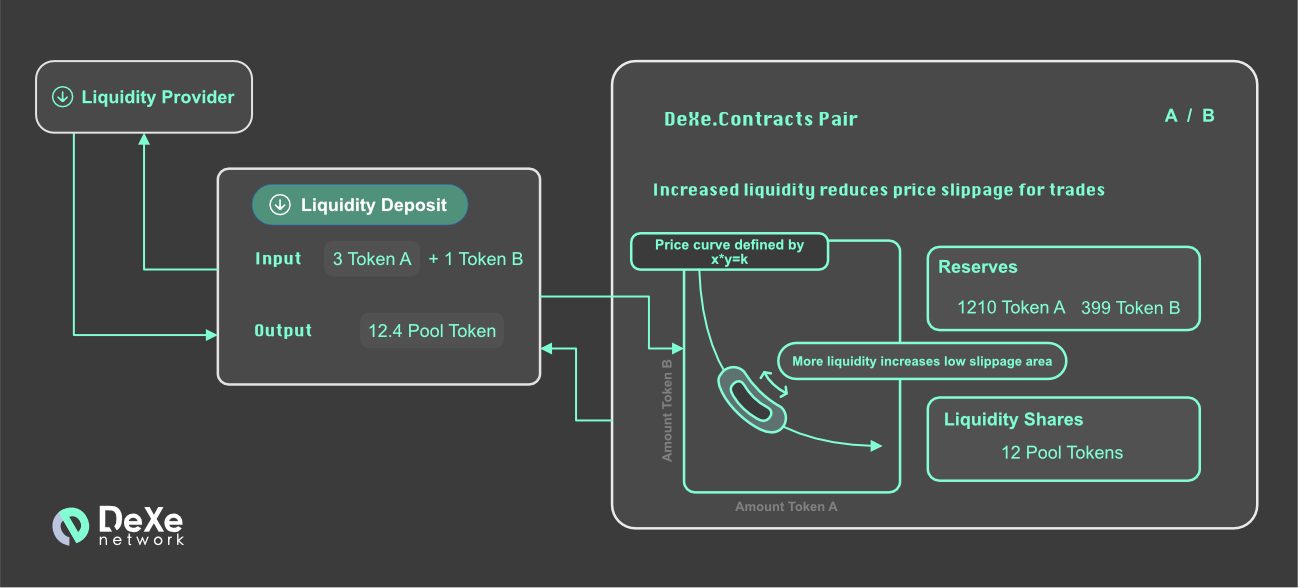 Liquidity Provider
Liquidity Deposit
Input 3 Token A + 1 Token B
Output 12.4 Pool Token
DeXe.Contracts Pair
A / B
Increased liquidity reduces price slippage for trades
Price curve defined by
x*y=k
Reserves
1210 Token A 399 Token B
More liquidity increases low slippage area
Liquidity Shares
12 Pool Tokens
Amount Token B
Amount Token A
DeXe
network